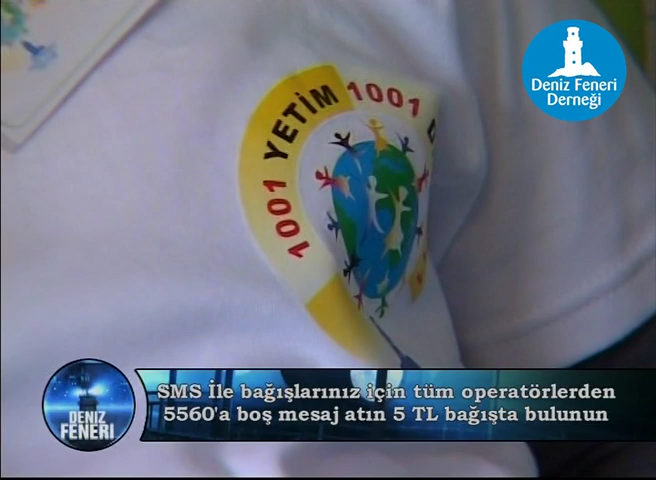 Deniz Feneri
Derneği
1001 YETİM
1001
DENİZ
FENERİ
SMS İle bağışlarınız için tüm operatörlerden
5560'a boş mesaj atın 5 TL bağışta bulunun